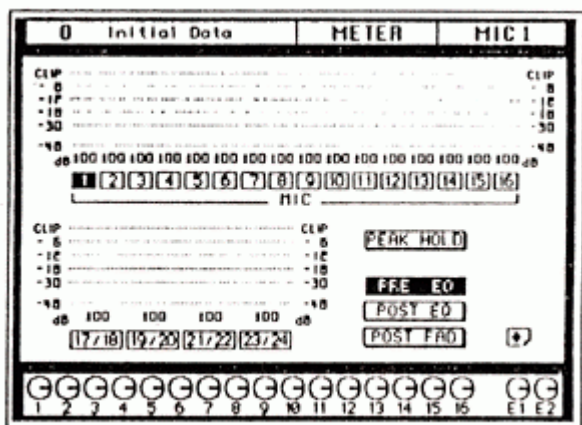 0 Initial Data METER MIC 1
CLIP CLIP
- 6 - 6
-12 -12
-18 -18
-30 -30
-48 -48
dB 100 100 100 100 100 100 100 100 100 100 100 100 100 100 100 100 dB
1 2 3 4 5 6 7 8 9 10 11 12 13 14 15 16
MIC
CLIP CLIP
- 6 - 6 PEAK HOLD
-12 -12
-18 -18
-30 -30 PRE EQ
-48 -48 POST EQ
dB 100 100 100 100 dB
17/18 19/20 21/22 23/24 POST FAD
1 2 3 4 5 6 7 8 9 10 11 12 13 14 15 16 E1 E2